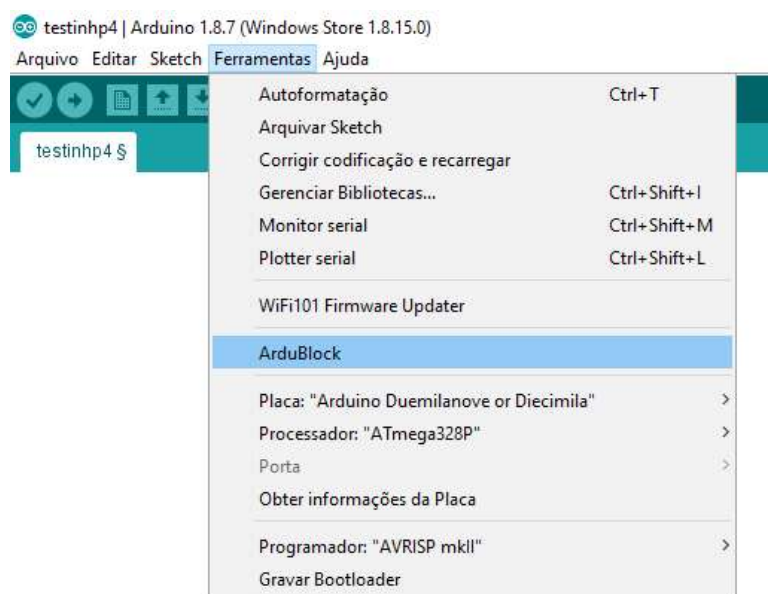 testinhp4 | Arduino 1.8.7 (Windows Store 1.8.15.0)
Arquivo Editar Sketch Ferramentas Ajuda
testinhp4 §
Autoformatação Ctrl+T
Arquivar Sketch
Corrigir codificação e recarregar
Gerenciar Bibliotecas... Ctrl+Shift+I
Monitor serial Ctrl+Shift+M
Plotter serial Ctrl+Shift+L
WiFi101 Firmware Updater
ArduBlock
Placa: "Arduino Duemilanove or Diecimila"
Processador: "ATmega328P"
Porta
Obter informações da Placa
Programador: "AVRISP mkII"
Gravar Bootloader